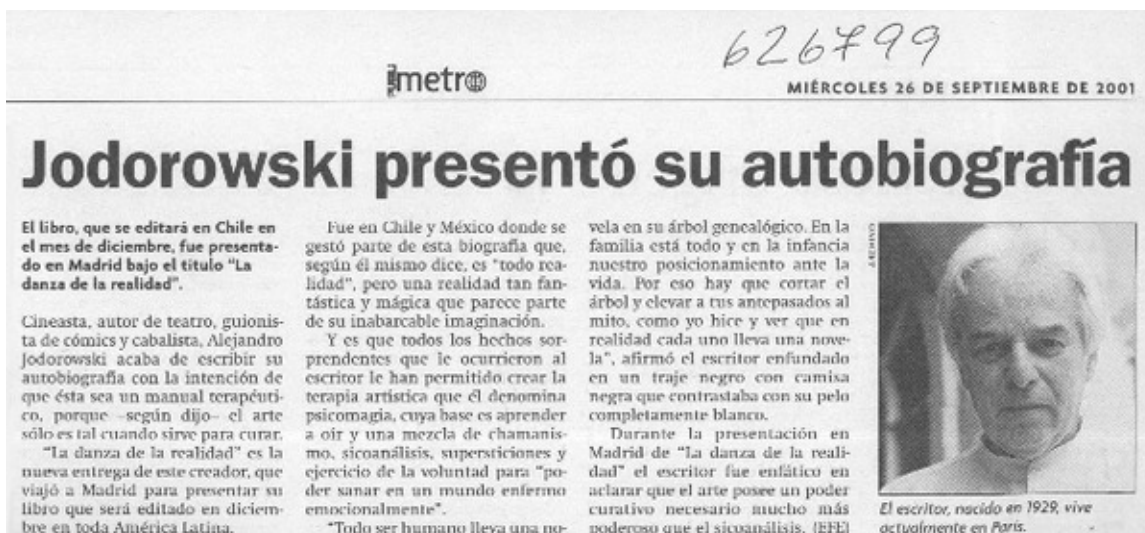 626799
metro
MIÉRCOLES 26 DE SEPTIEMBRE DE 2001
Jodorowski presentó su autobiografía
El libro, que se editará en Chile en
el mes de diciembre, fue presenta-
do en Madrid bajo el título “La
danza de la realidad”.
Cineasta, autor de teatro, guionis-
ta de cómics y cabalista, Alejandro
Jodorowski acaba de escribir su
autobiografía con la intención de
que ésta sea un manual terapéuti-
co, porque –según dijo– el arte
sólo es tal cuando sirve para curar.
“La danza de la realidad” es la
nueva entrega de este creador, que
viajó a Madrid para presentar su
libro que será editado en diciem-
bre en toda América Latina.
Fue en Chile y México donde se
gestó parte de esta biografía que,
según él mismo dice, es “todo rea-
lidad”, pero una realidad tan fan-
tástica y mágica que parece parte
de su inabarcable imaginación.
Y es que todos los hechos sor-
prendentes que le ocurrieron al
escritor le han permitido crear la
terapia artística que él denomina
psicomagia, cuya base es aprender
a oír y una mezcla de chamanis-
mo, sicoanálisis, supersticiones y
ejercicio de la voluntad para “po-
der sanar en un mundo enfermo
emocionalmente”.
“Todo ser humano lleva una no-
vela en su árbol genealógico. En la
familia está todo y en la infancia
nuestro posicionamiento ante la
vida. Por eso hay que cortar el
árbol y elevar a tus antepasados al
mito, como yo hice y ver que en
realidad cada uno lleva una nove-
la”, afirmó el escritor enfundado
en un traje negro con camisa
negra que contrastaba con su pelo
completamente blanco.
Durante la presentación en
Madrid de “La danza de la reali-
dad” el escritor fue enfático en
aclarar que el arte posee un poder
curativo necesario mucho más
poderoso que el sicoanálisis. (EFE)
El escritor, nacido en 1929, vive
actualmente en París.